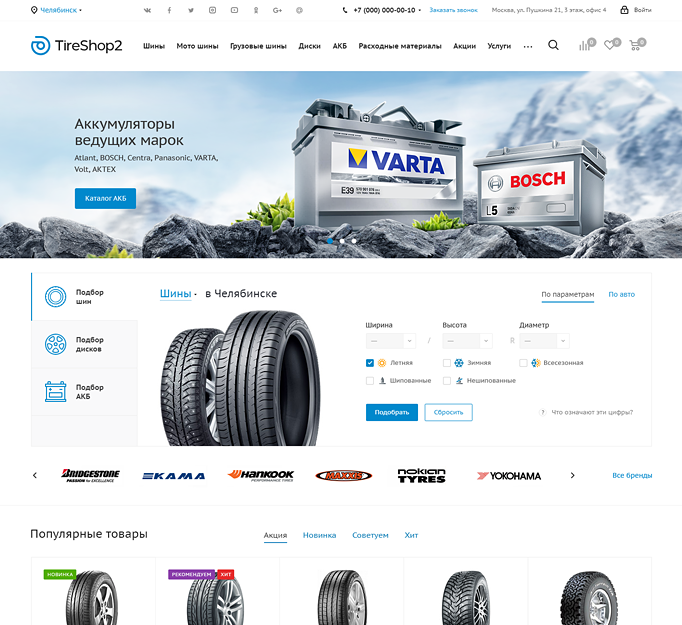 Челябинск
+7 (000) 000-00-10
Заказать звонок
Москва, ул. Пушкина 21, 3 этаж, офис 4
Войти
TireShop2
Шины Мото шины Грузовые шины Диски АКБ Расходные материалы Акции Услуги ...
0 0 0
Аккумуляторы
ведущих марок
Atlant, BOSCH, Centra, Panasonic, VARTA,
Volt, AKTEX
Каталог АКБ
VARTA
E39
BOSCH
L5
Подбор
шин
Подбор
дисков
Подбор
АКБ
Шины в Челябинске
По параметрам По авто
Ширина Высота Диаметр
— / — R —
Летняя Зимняя Всесезонная
Шипованные Нешипованные
Подобрать Сбросить
? Что означают эти цифры?
BRIDGESTONE
PASSION for EXCELLENCE
KAMA
HANKOOK
PERFORMANCE TIRES
MAXXIS
nokian
TYRES
YOKOHAMA
Все бренды
Популярные товары
Акция Новинка Советуем Хит
НОВИНКА
РЕКОМЕНДУЕМ ХИТ